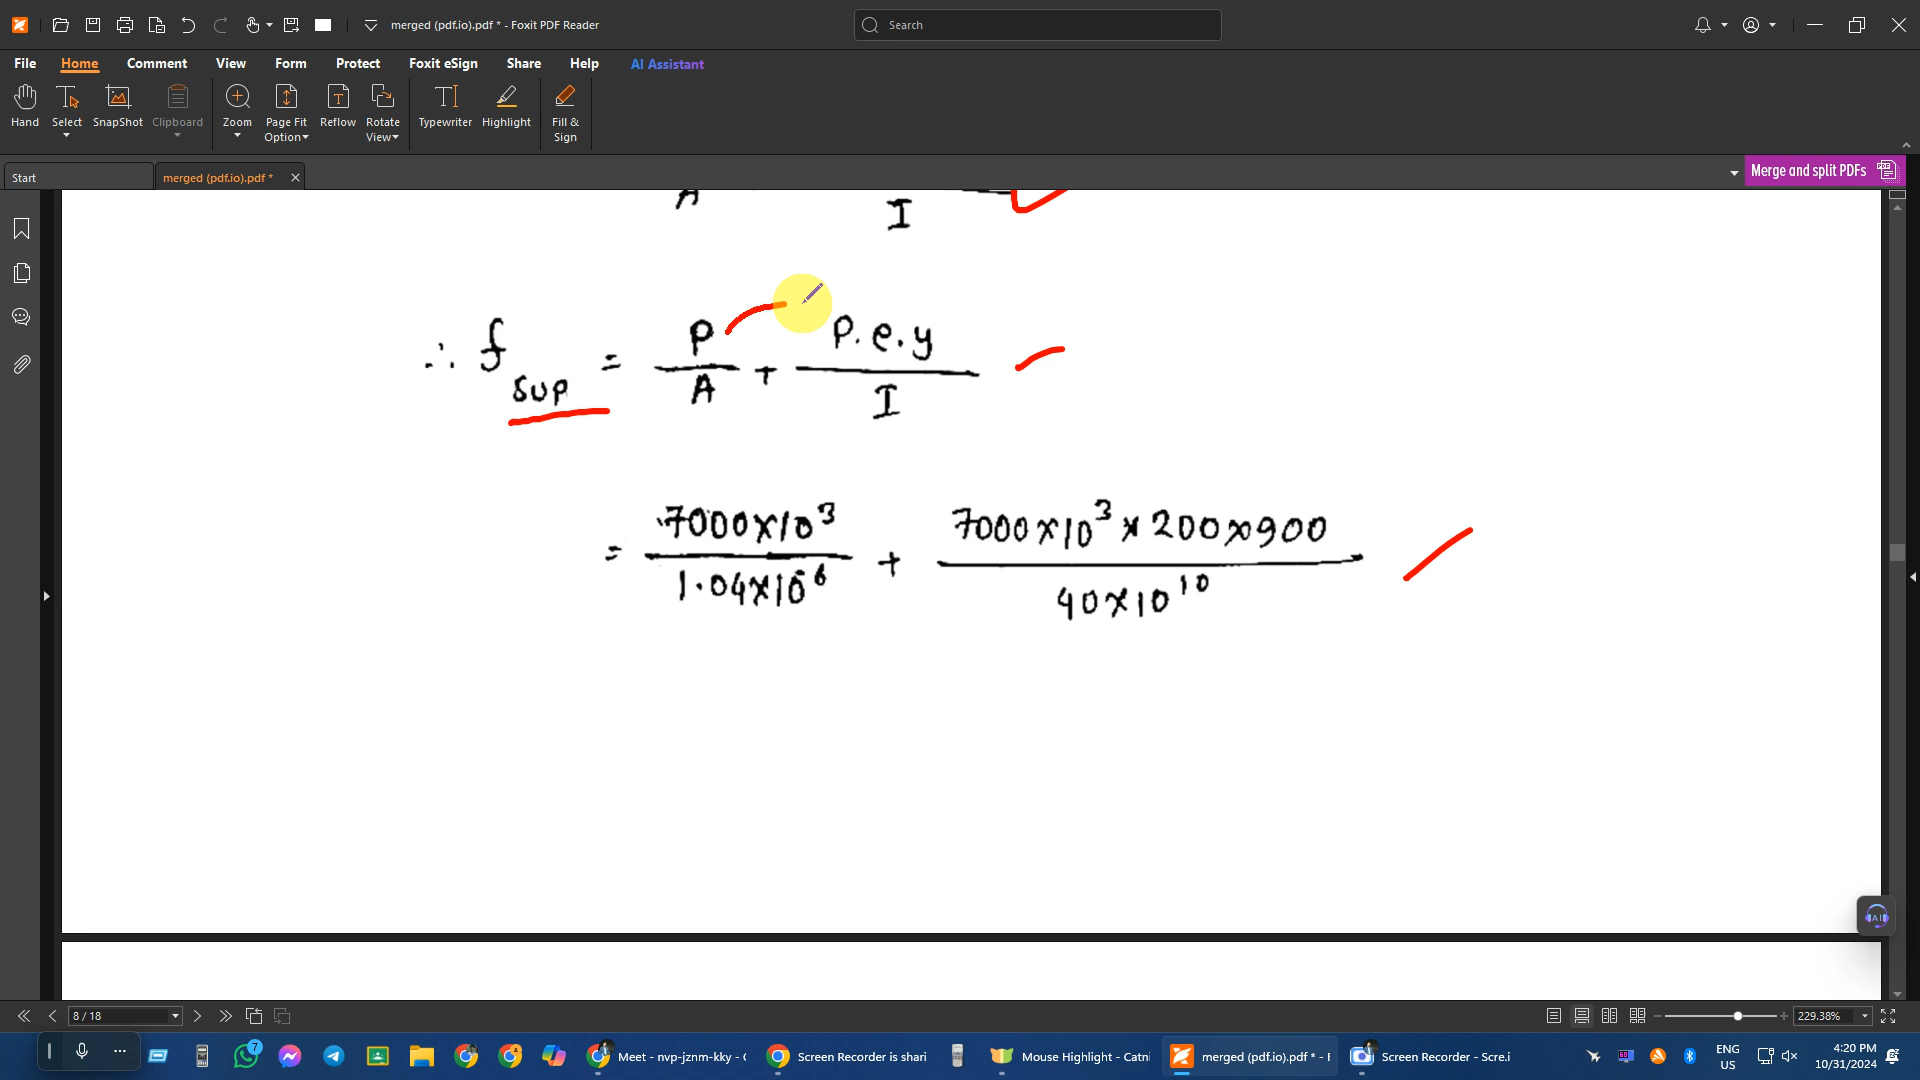 merged (pdf.io).pdf * - Foxit PDF Reader
Search
File Home Comment View Form Protect Foxit eSign Share Help AI Assistant
Hand Select SnapShot Clipboard Zoom Page Fit Option Reflow Rotate View Typewriter Highlight Fill & Sign
Start merged (pdf.io).pdf * Merge and split PDFs
A
I
∴ f sup = P/A + P.e.y/I
= 7000×10³/1.04×10⁶ + 7000×10³×200×900/40×10¹⁰
AI
8 / 18 229.38%
7 Meet - nvp-jznm-kky - Screen Recorder is shari Mouse Highlight - Catni merged (pdf.io).pdf * - F Screen Recorder - Scre.i ENG US 4:20 PM 10/31/2024